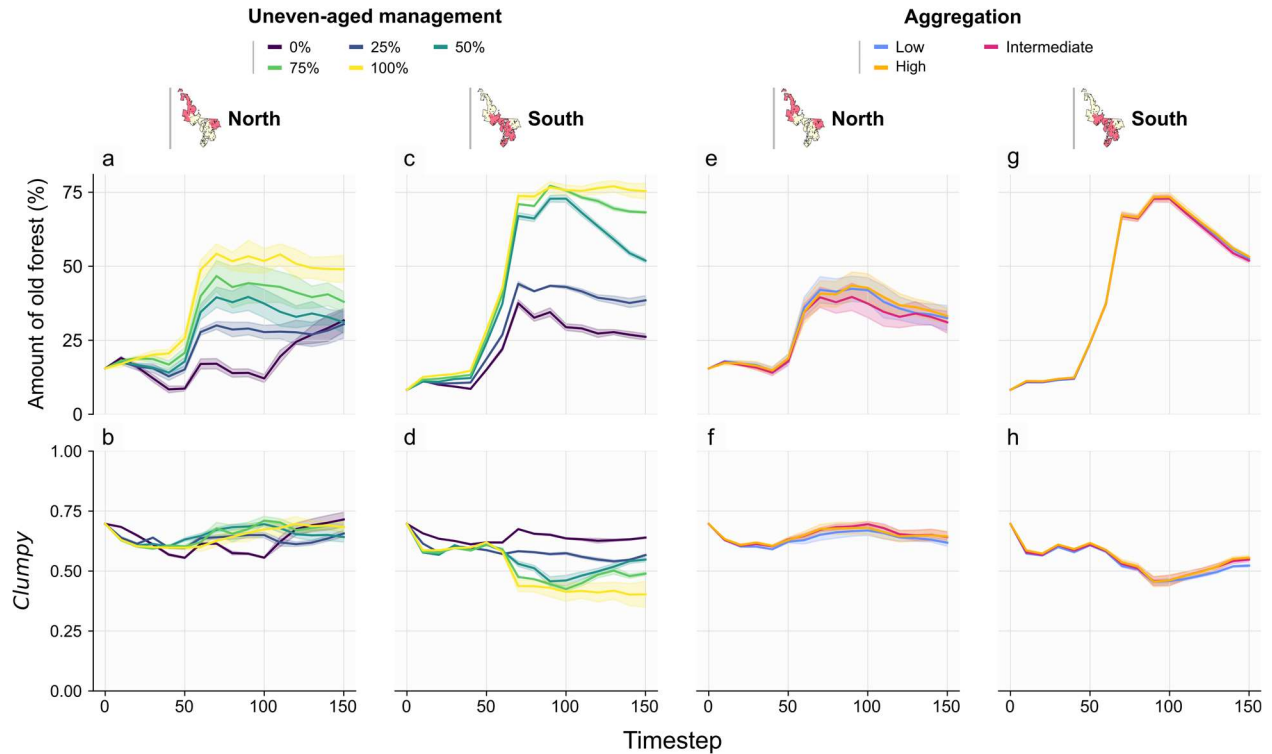 Uneven-aged management
0% 25% 50%
75% 100%
Aggregation
Low Intermediate
High
North South North South
a c e g
Amount of old forest (%)
75
50
25
0
b d f h
Clumpy
1.00
0.75
0.50
0.25
0.00
0 50 100 150 0 50 100 150 0 50 100 150 0 50 100 150
Timestep